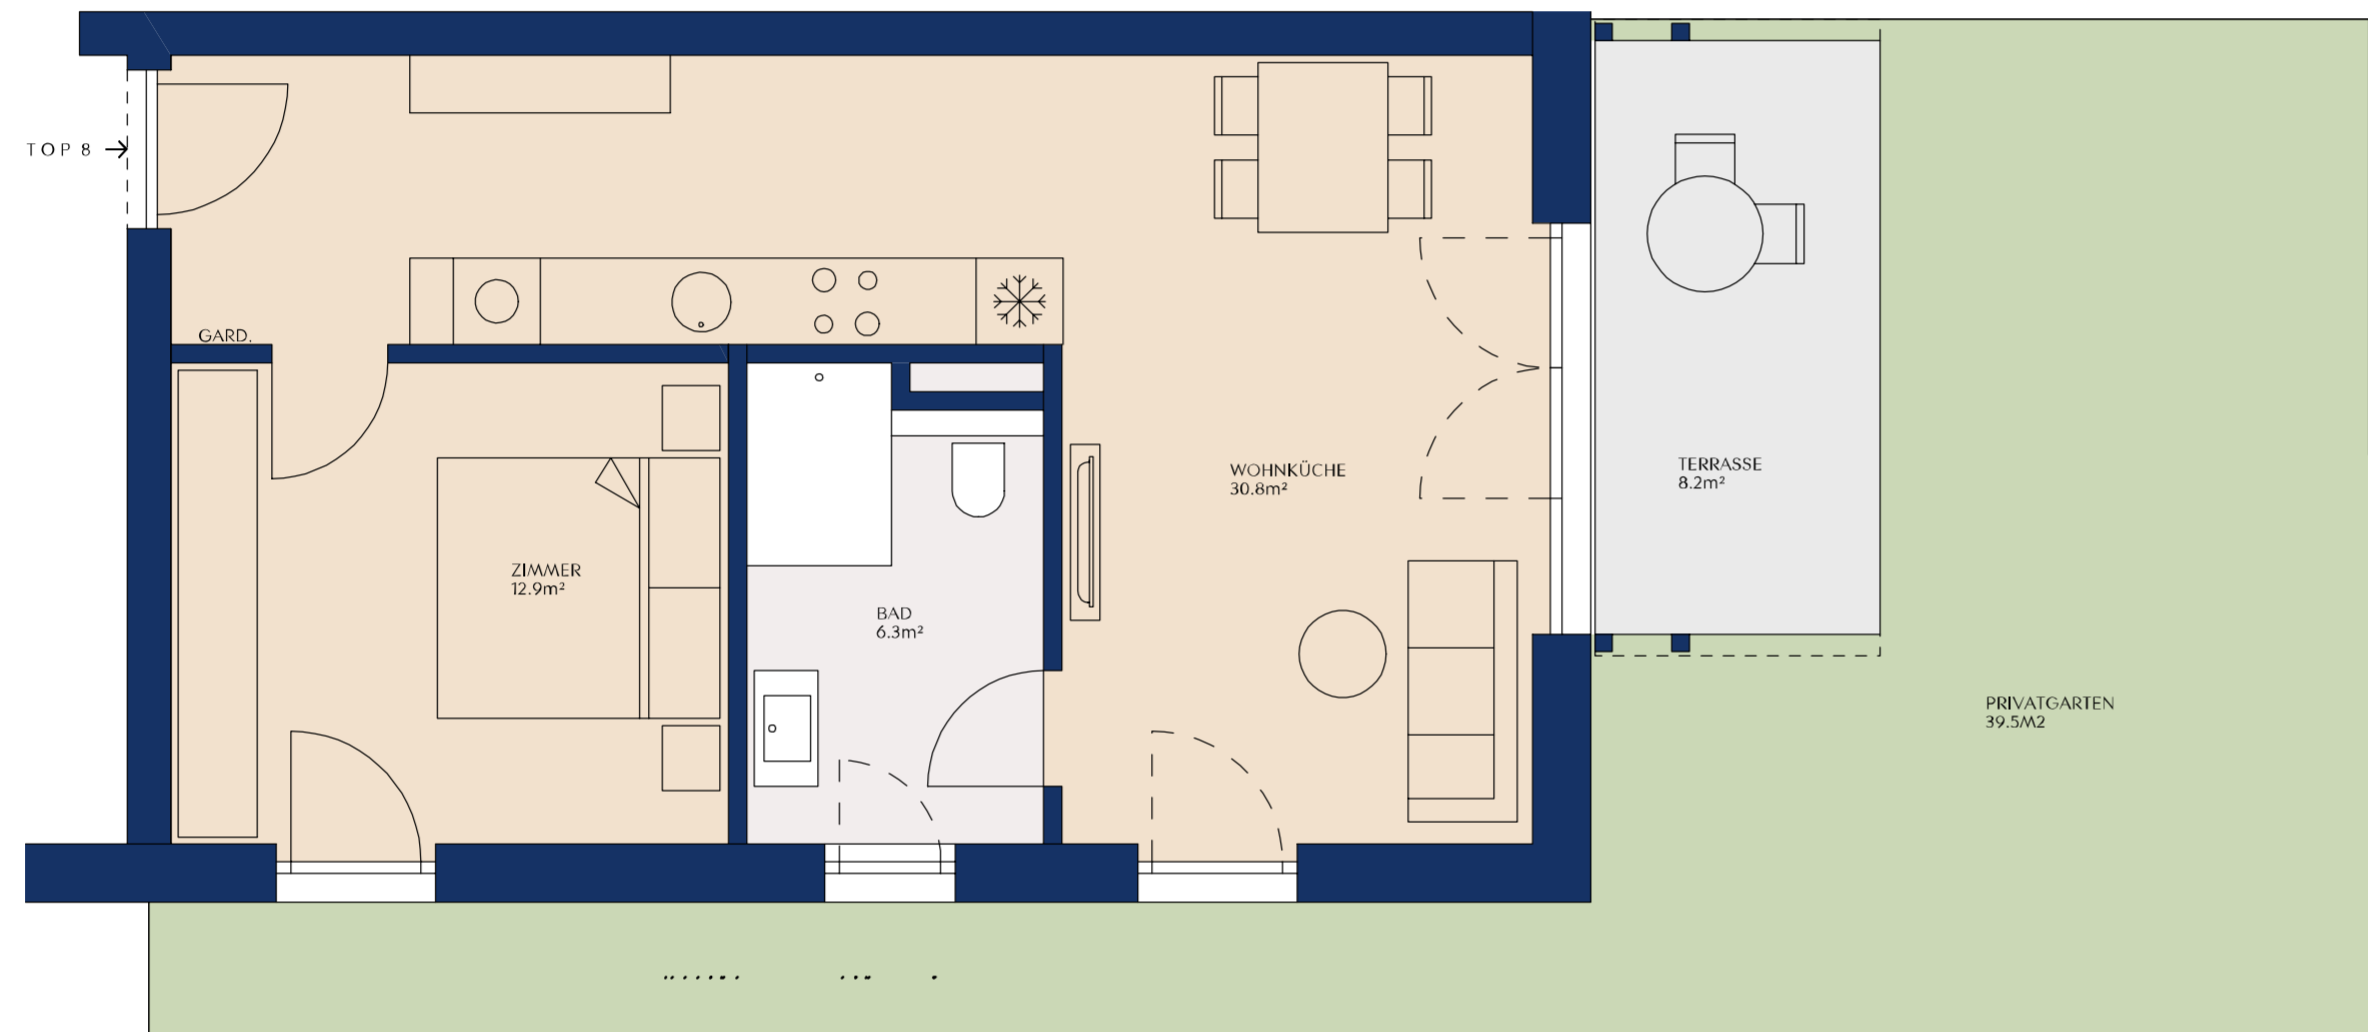 TOP 8
GARD.
ZIMMER
12.9m²
BAD
6.3m²
WOHNKÜCHE
30.8m²
TERRASSE
8.2m²
PRIVATGARTEN
39.5M2